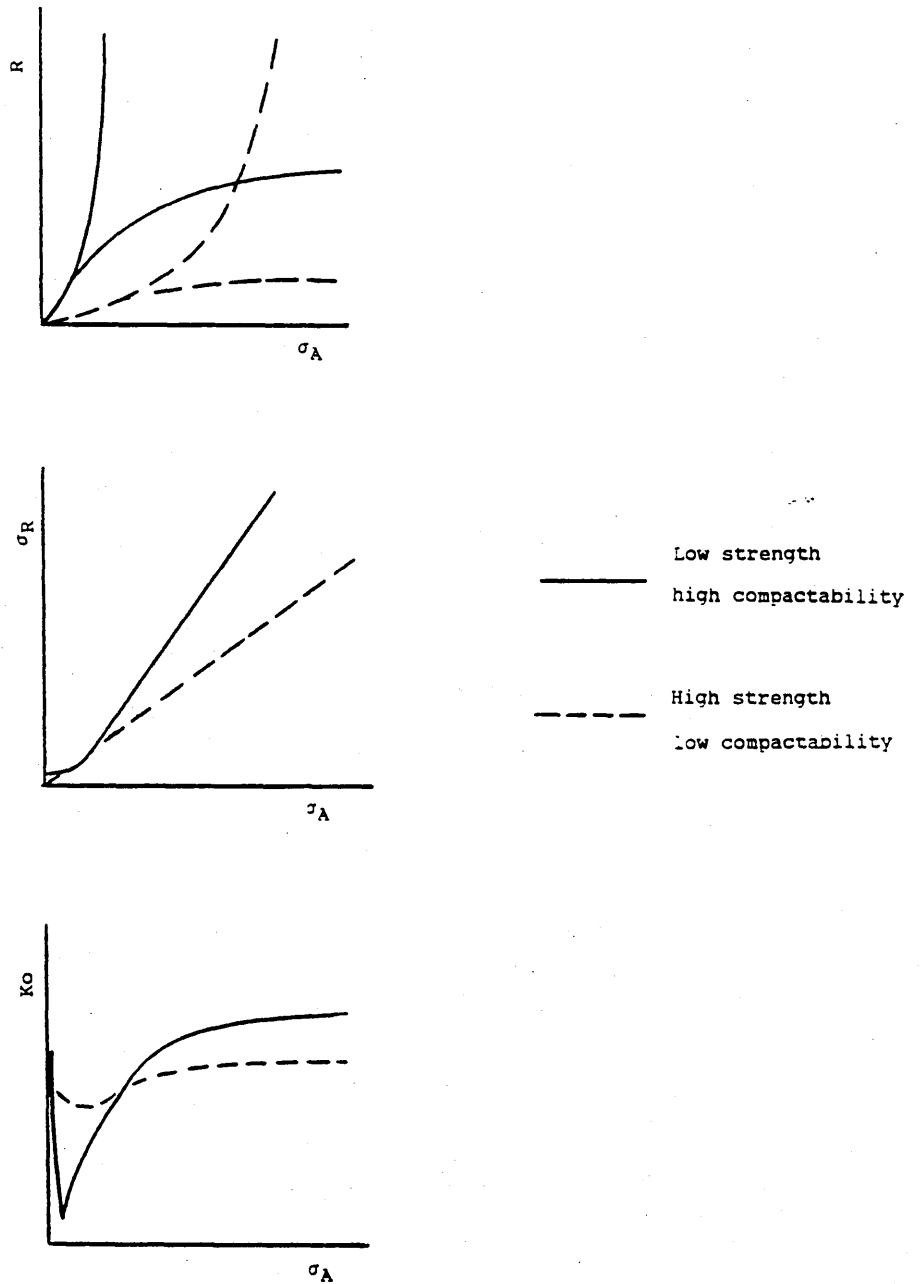 R
σA
σR
Low strength
high compactability
High strength
low compactability
σA
Ko
σA